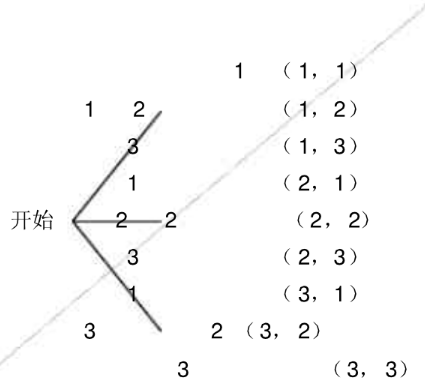 1 （1，1）
1 2 （1，2）
3 （1，3）
1 （2，1）
开始 2 2 （2，2）
3 （2，3）
1 （3，1）
3 2 （3，2）
3 （3，3）